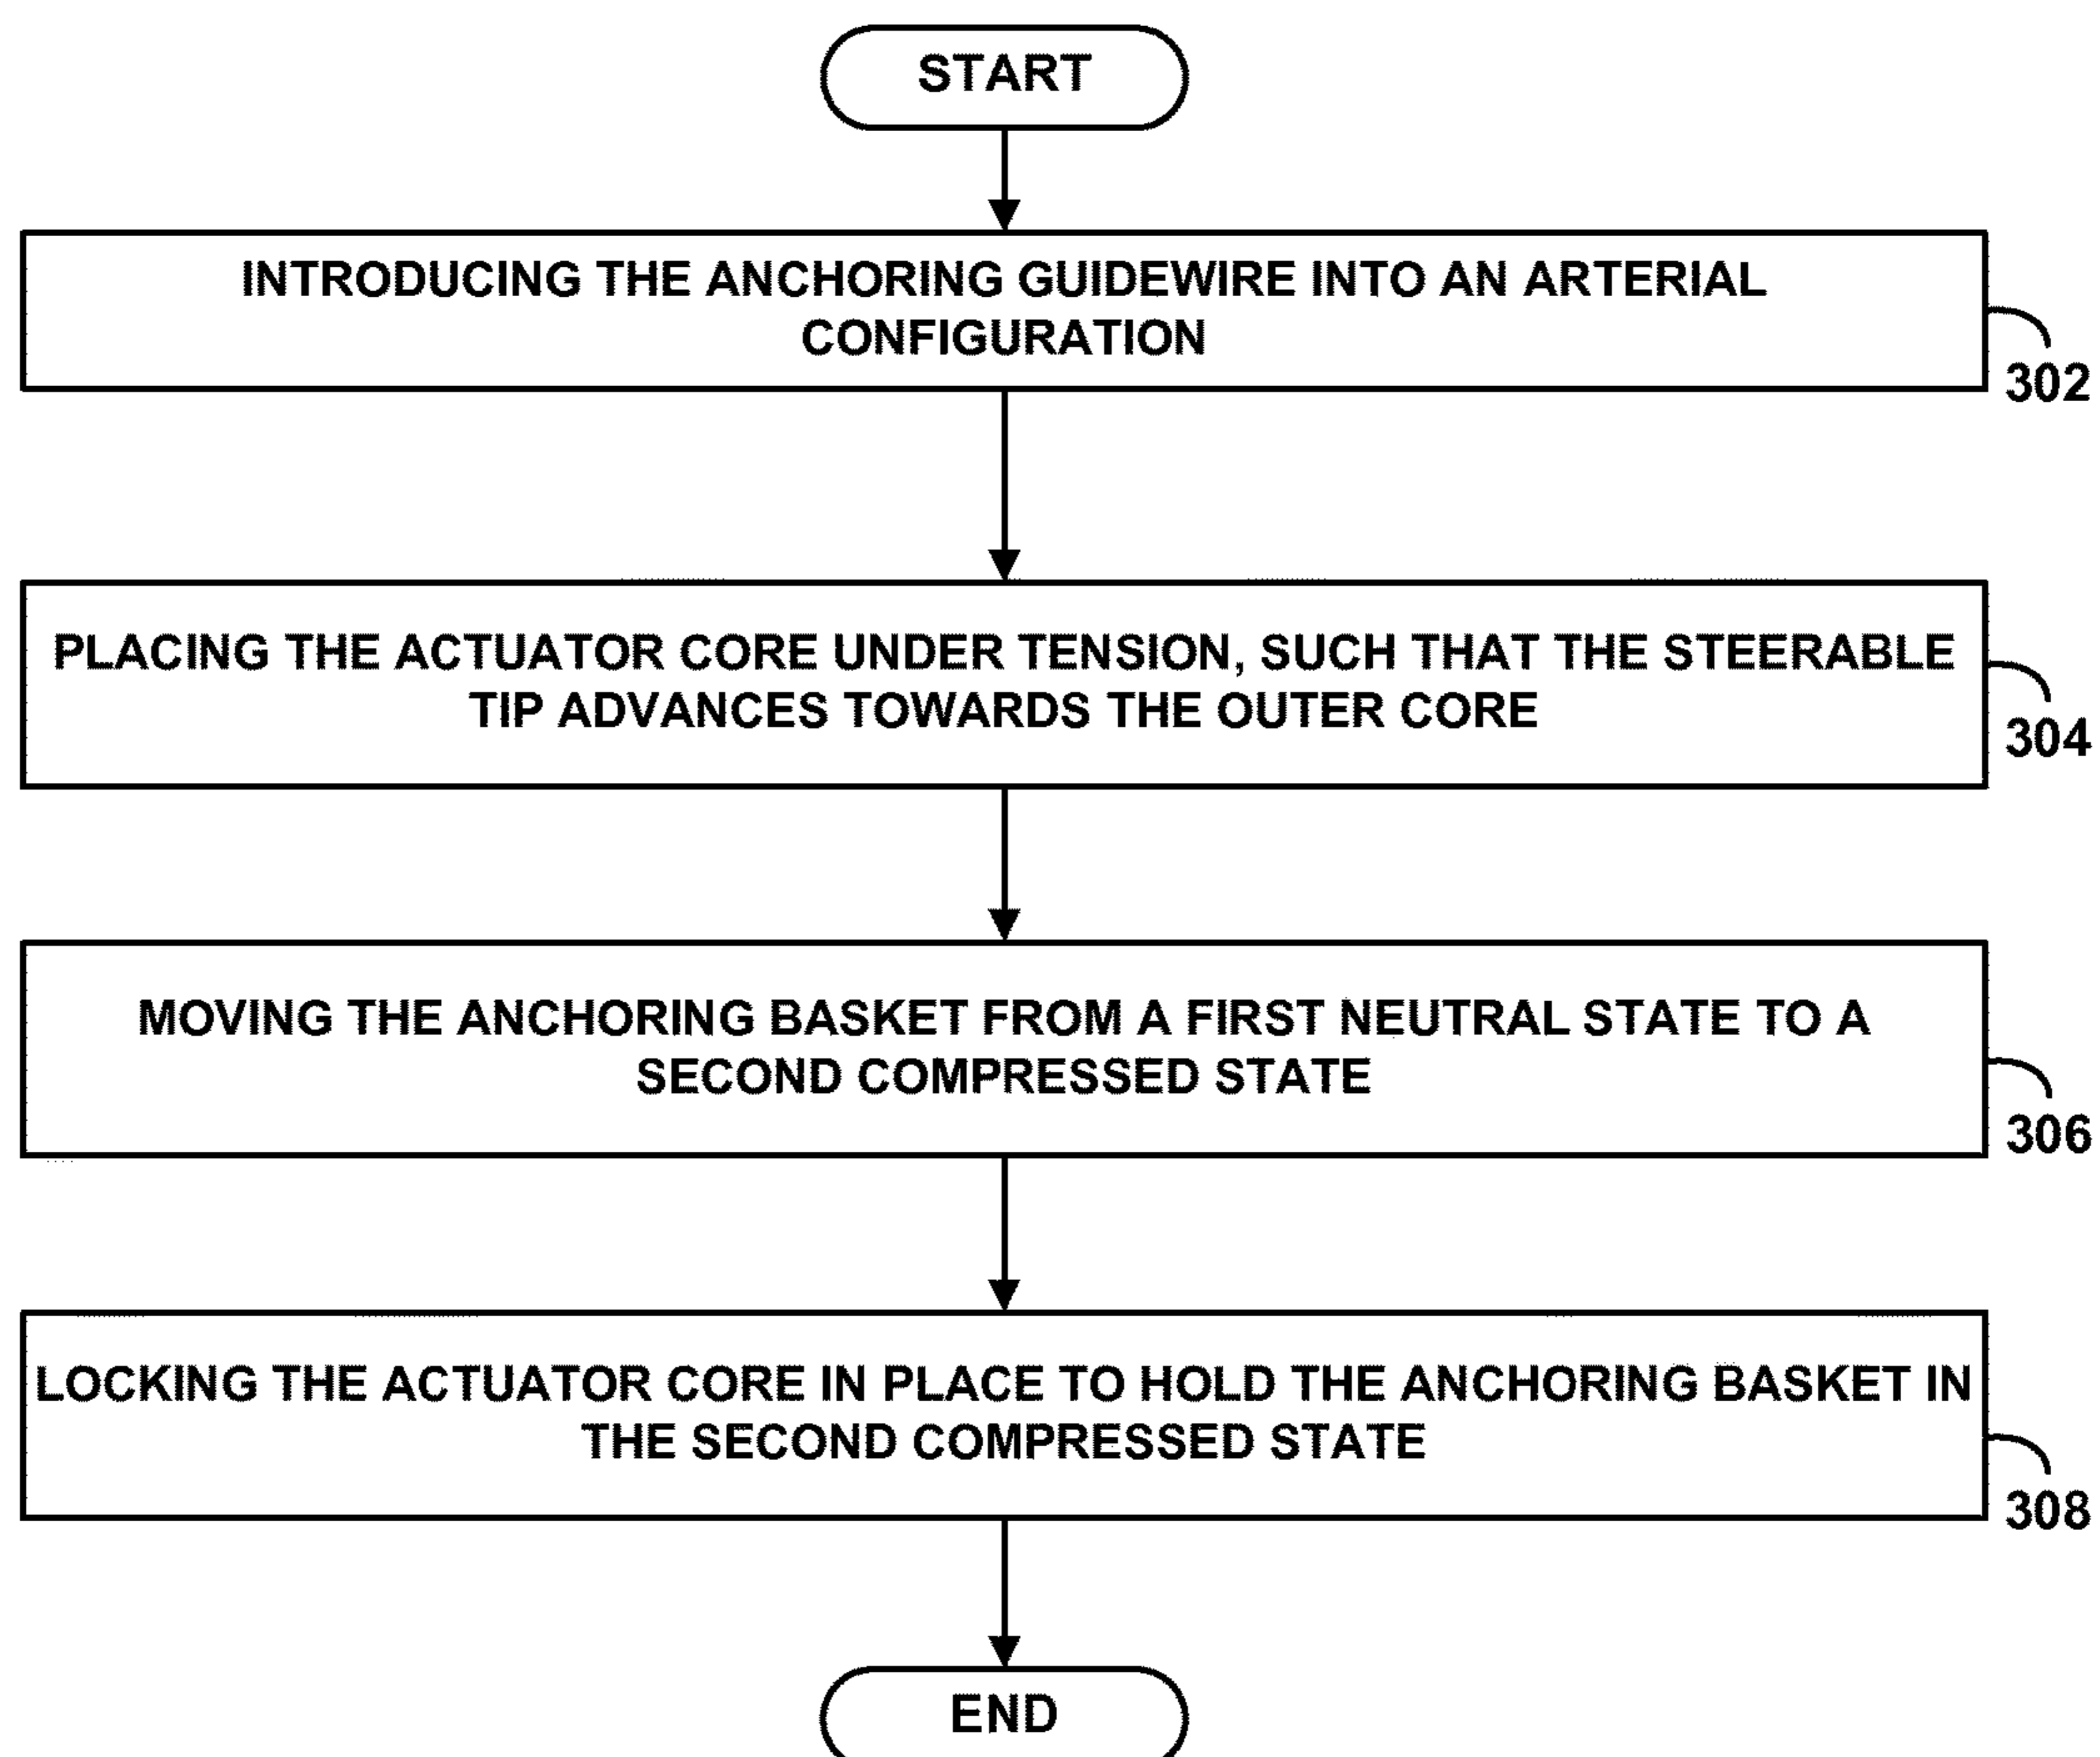 START
INTRODUCING THE ANCHORING GUIDEWIRE INTO AN ARTERIAL
CONFIGURATION
302
PLACING THE ACTUATOR CORE UNDER TENSION, SUCH THAT THE STEERABLE
TIP ADVANCES TOWARDS THE OUTER CORE
304
MOVING THE ANCHORING BASKET FROM A FIRST NEUTRAL STATE TO A
SECOND COMPRESSED STATE
306
LOCKING THE ACTUATOR CORE IN PLACE TO HOLD THE ANCHORING BASKET IN
THE SECOND COMPRESSED STATE
308
END